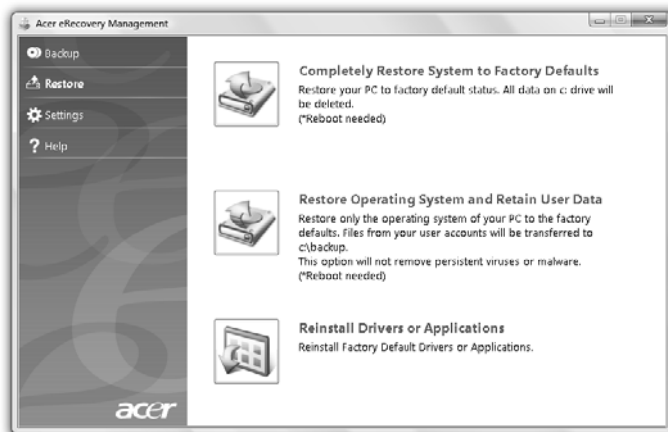 Acer eRecovery Management
Backup
Restore
Settings
? Help
Completely Restore System to Factory Defaults
Restore your PC to factory default status. All data on c: drive will
be deleted.
(*Reboot needed)
Restore Operating System and Retain User Data
Restore only the operating system of your PC to the factory
defaults. Files from your user accounts will be transferred to
c:\backup.
This option will not remove persistent viruses or malware.
(*Reboot needed)
Reinstall Drivers or Applications
Reinstall Factory Default Drivers or Applications.
acer